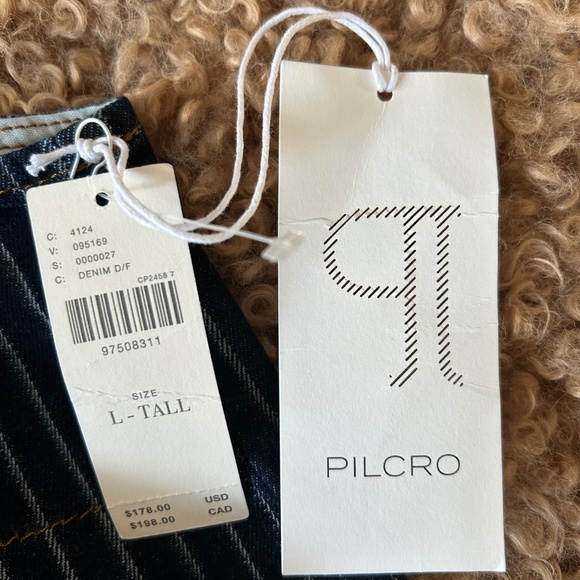 C: 4124
V: 095169
S: 0000027
C: DENIM D/F
CP2458 7
97508311
SIZE
L - TALL
$178.00 USD
$198.00 CAD
PILCRO